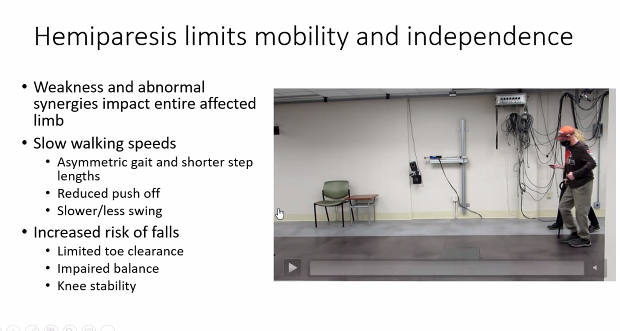 Hemiparesis limits mobility and independence
• Weakness and abnormal
synergies impact entire affected
limb
• Slow walking speeds
• Asymmetric gait and shorter step
lengths
• Reduced push off
• Slower/less swing
• Increased risk of falls
• Limited toe clearance
• Impaired balance
• Knee stability